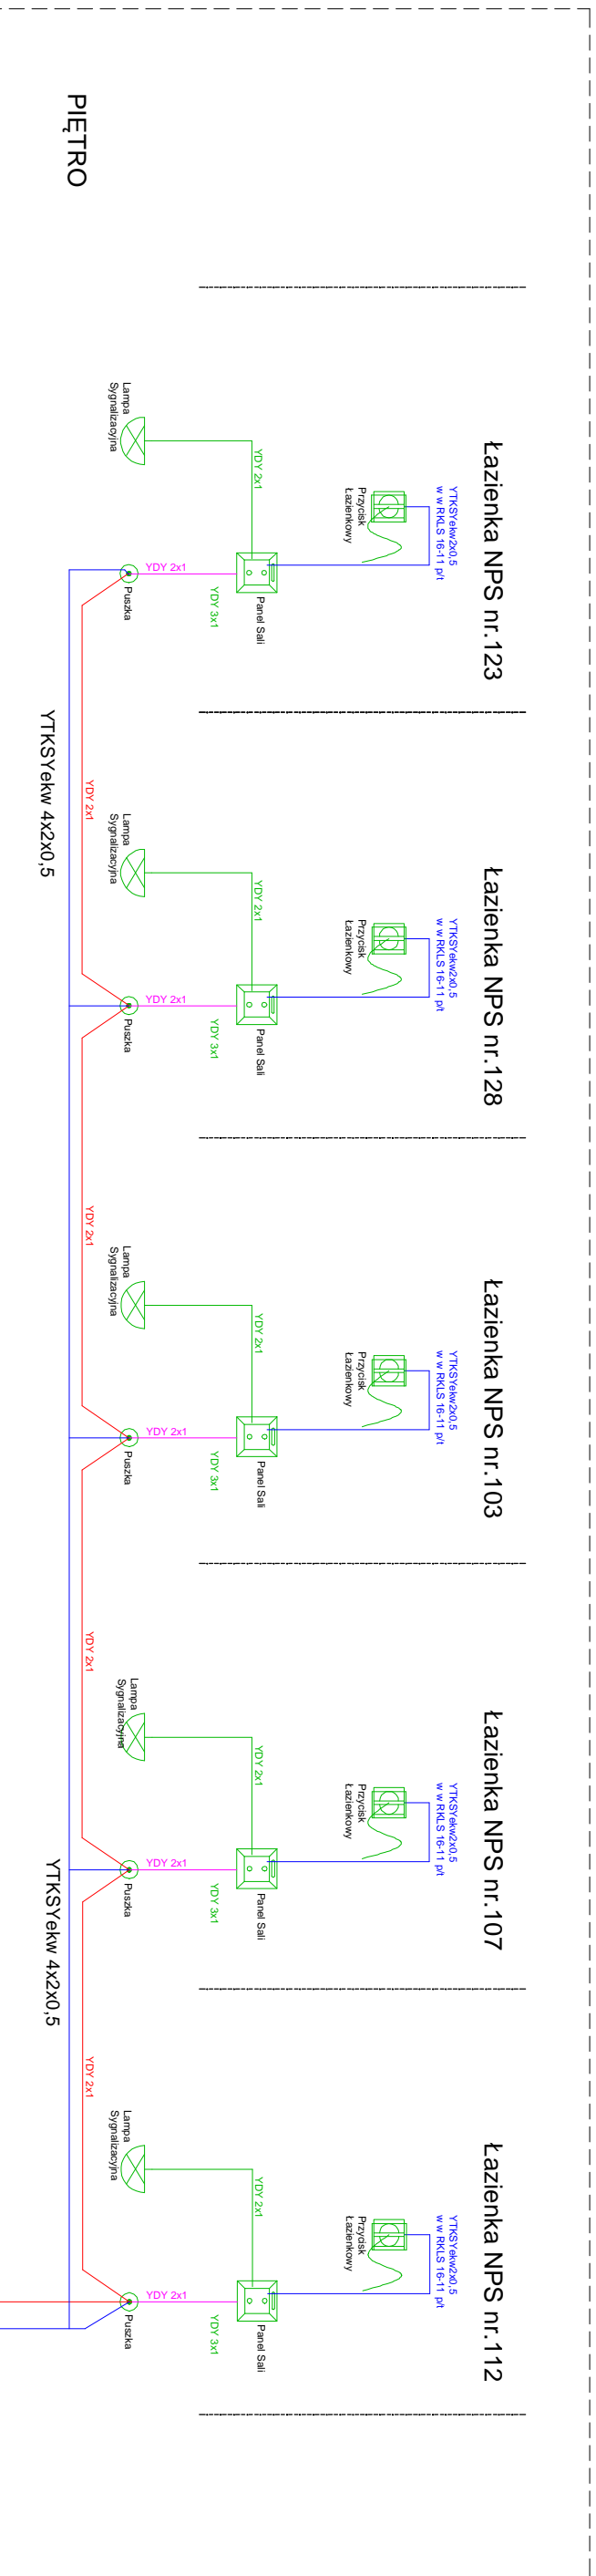 PIĘTRO
Łazienka NPS nr.123
YTKSYekw2x0,5
w w RKLS 16-11 p/t
Przycisk
Łazienkowy
YDY 2x1
Panel Sali
YDY 3x1
Lampa
Sygnalizacyjna
YDY 2x1
Puszka
YDY 2x1
YTKSYekw 4x2x0,5
Łazienka NPS nr.128
YTKSYekw2x0,5
w w RKLS 16-11 p/t
Przycisk
Łazienkowy
YDY 2x1
Panel Sali
YDY 3x1
Lampa
Sygnalizacyjna
YDY 2x1
Puszka
YDY 2x1
Łazienka NPS nr.103
YTKSYekw2x0,5
w w RKLS 16-11 p/t
Przycisk
Łazienkowy
YDY 2x1
Panel Sali
YDY 3x1
Lampa
Sygnalizacyjna
YDY 2x1
Puszka
YDY 2x1
Łazienka NPS nr.107
YTKSYekw2x0,5
w w RKLS 16-11 p/t
Przycisk
Łazienkowy
YDY 2x1
Panel Sali
YDY 3x1
Lampa
Sygnalizacyjna
YDY 2x1
Puszka
YDY 2x1
YTKSYekw 4x2x0,5
Łazienka NPS nr.112
YTKSYekw2x0,5
w w RKLS 16-11 p/t
Przycisk
Łazienkowy
YDY 2x1
Panel Sali
YDY 3x1
Lampa
Sygnalizacyjna
YDY 2x1
Puszka